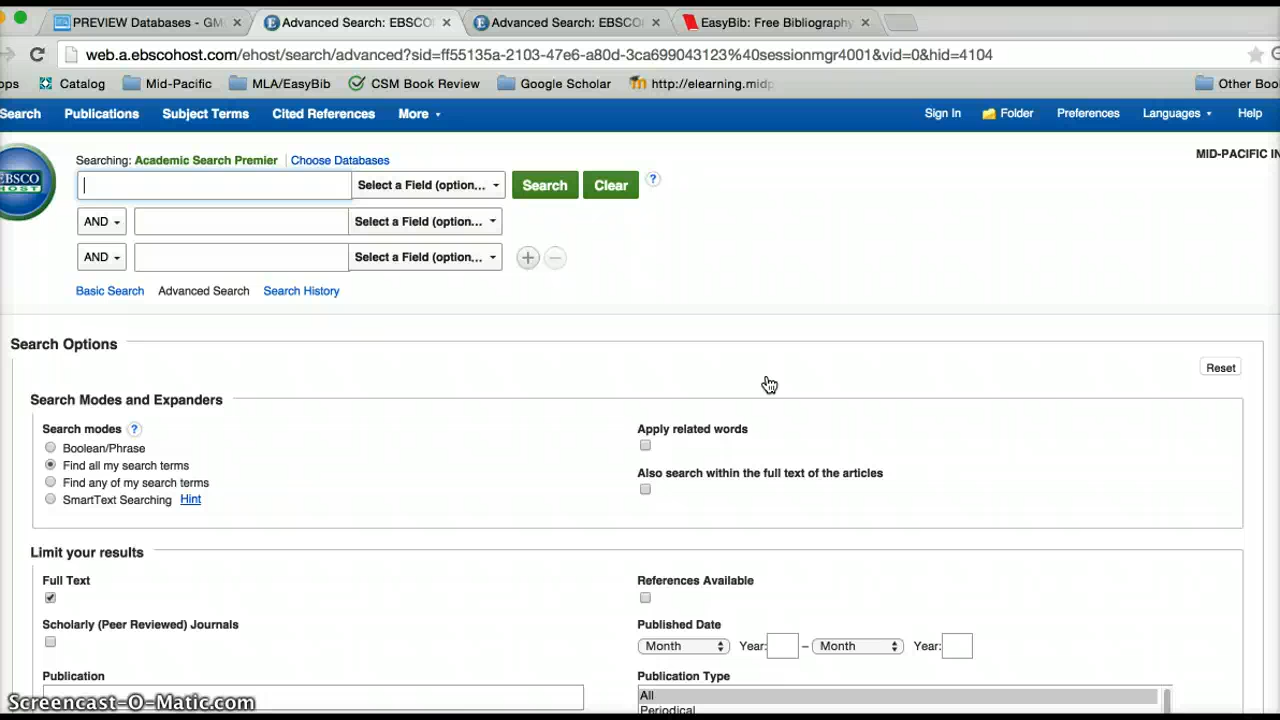 PREVIEW Databases - GM
Advanced Search: EBSCO
Advanced Search: EBSCO
EasyBib: Free Bibliography
web.a.ebscohost.com/ehost/search/advanced?sid=ff55135a-2103-47e6-a80d-3ca699043123%40sessionmgr4001&vid=0&hid=4104
ops Catalog Mid-Pacific MLA/EasyBib CSM Book Review Google Scholar http://elearning.midp Other Boo
Search Publications Subject Terms Cited References More Sign In Folder Preferences Languages Help
MID-PACIFIC IN
EBSCO
HOST
Searching: Academic Search Premier Choose Databases
Select a Field (option... Search Clear ?
AND Select a Field (option...
AND Select a Field (option...
Basic Search Advanced Search Search History
Search Options
Reset
Search Modes and Expanders
Search modes ?
Boolean/Phrase
Find all my search terms
Find any of my search terms
SmartText Searching Hint
Apply related words
Also search within the full text of the articles
Limit your results
Full Text
References Available
Scholarly (Peer Reviewed) Journals
Published Date
Month Year: – Month Year:
Publication
Publication Type
All
Periodical
Screencast-O-Matic.com